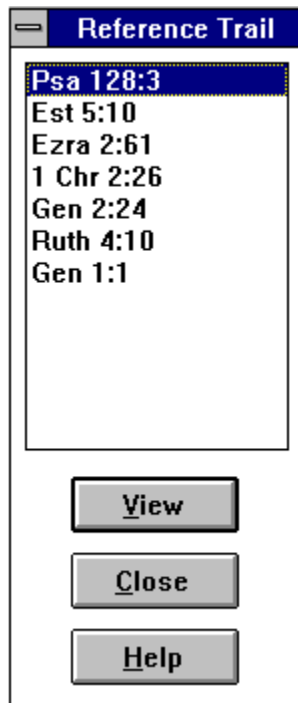 Reference Trail
Psa 128:3
Est 5:10
Ezra 2:61
1 Chr 2:26
Gen 2:24
Ruth 4:10
Gen 1:1
View
Close
Help